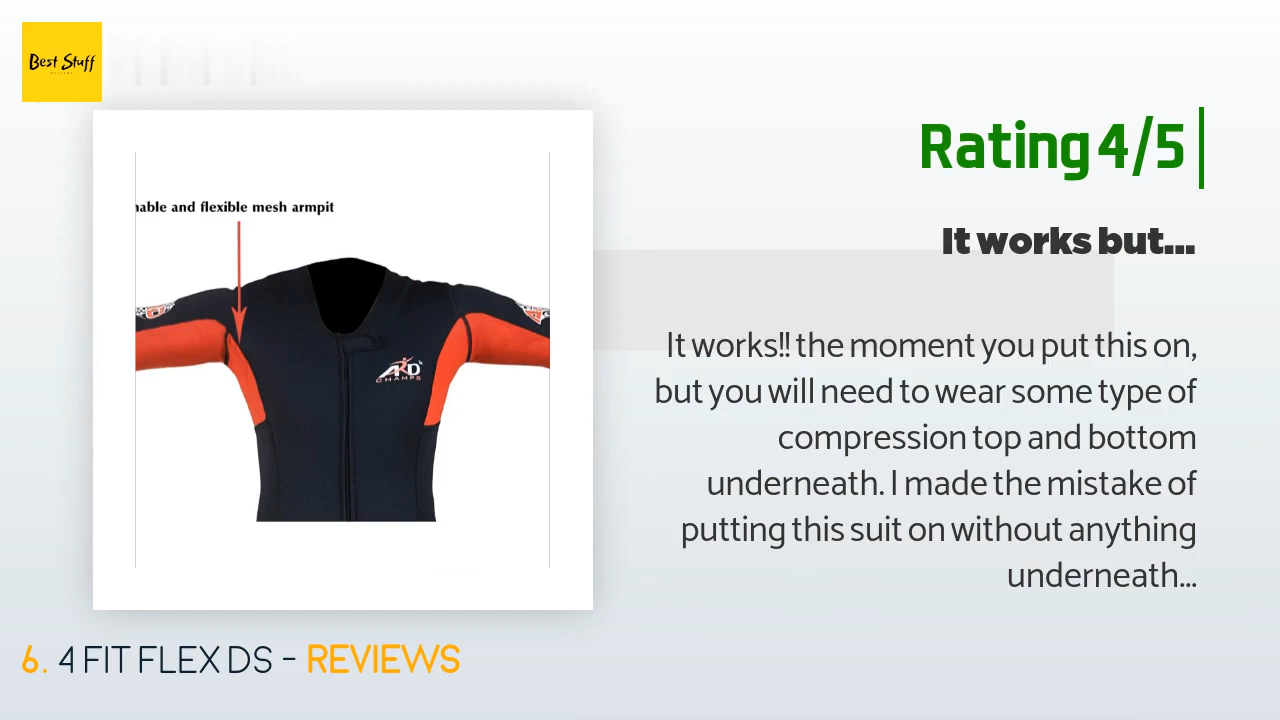 Best Stuff
Rating 4/5
It works but...
nable and flexible mesh armpit
ARD
CHAMPS
It works!! the moment you put this on,
but you will need to wear some type of
compression top and bottom
underneath. I made the mistake of
putting this suit on without anything
underneath...
6. 4 FIT FLEX DS - REVIEWS